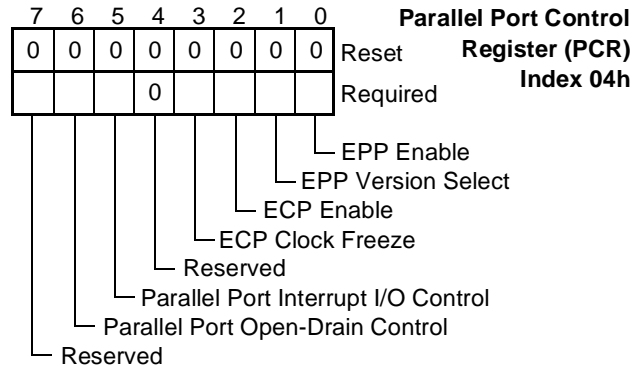 7 6 5 4 3 2 1 0
Parallel Port Control
Register (PCR)
Index 04h
0 0 0 0 0 0 0 0 Reset
0 Required
EPP Enable
EPP Version Select
ECP Enable
ECP Clock Freeze
Reserved
Parallel Port Interrupt I/O Control
Parallel Port Open-Drain Control
Reserved